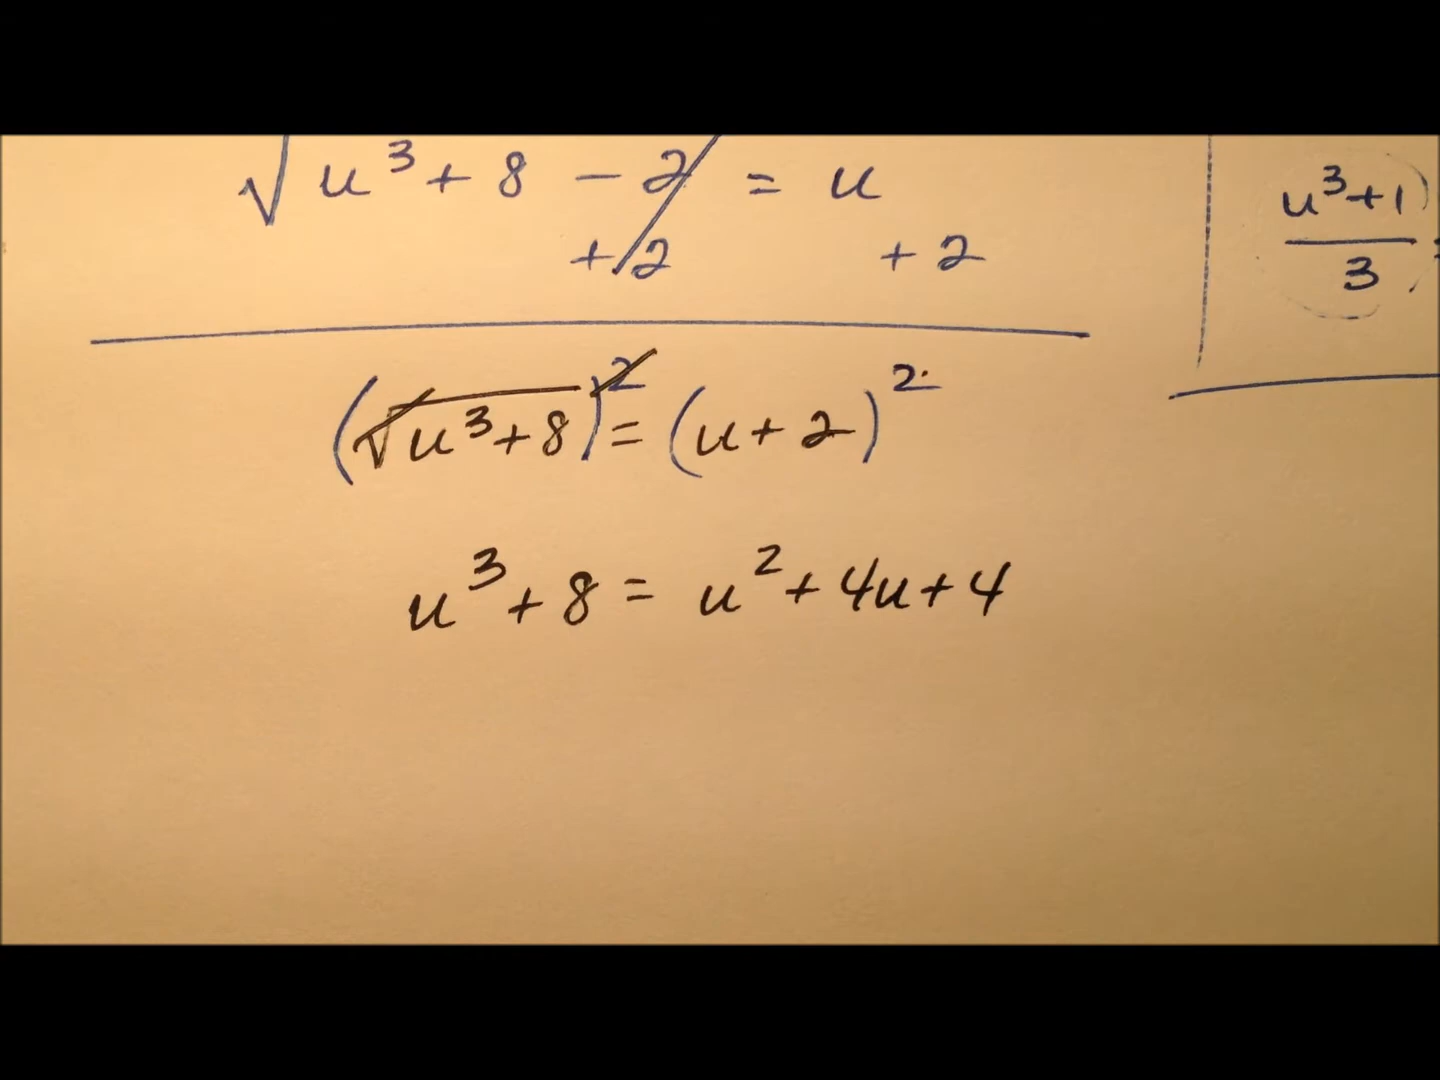 √u³ + 8 - 2 = u
+ 2 + 2
(√u³ + 8)² = (u + 2)²
u³ + 8 = u² + 4u + 4
u³ + 1
3